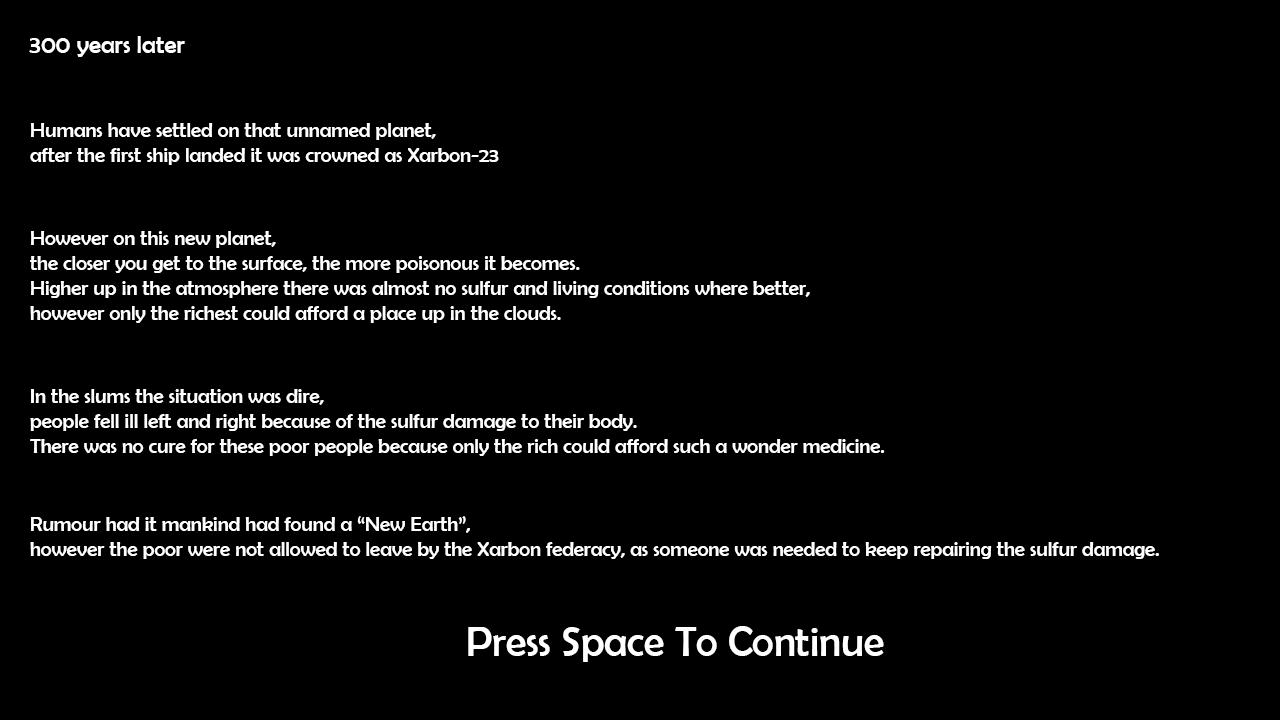 300 years later
Humans have settled on that unnamed planet,
after the first ship landed it was crowned as Xarbon-23
However on this new planet,
the closer you get to the surface, the more poisonous it becomes.
Higher up in the atmosphere there was almost no sulfur and living conditions where better,
however only the richest could afford a place up in the clouds.
In the slums the situation was dire,
people fell ill left and right because of the sulfur damage to their body.
There was no cure for these poor people because only the rich could afford such a wonder medicine.
Rumour had it mankind had found a “New Earth”,
however the poor were not allowed to leave by the Xarbon federacy, as someone was needed to keep repairing the sulfur damage.
Press Space To Continue